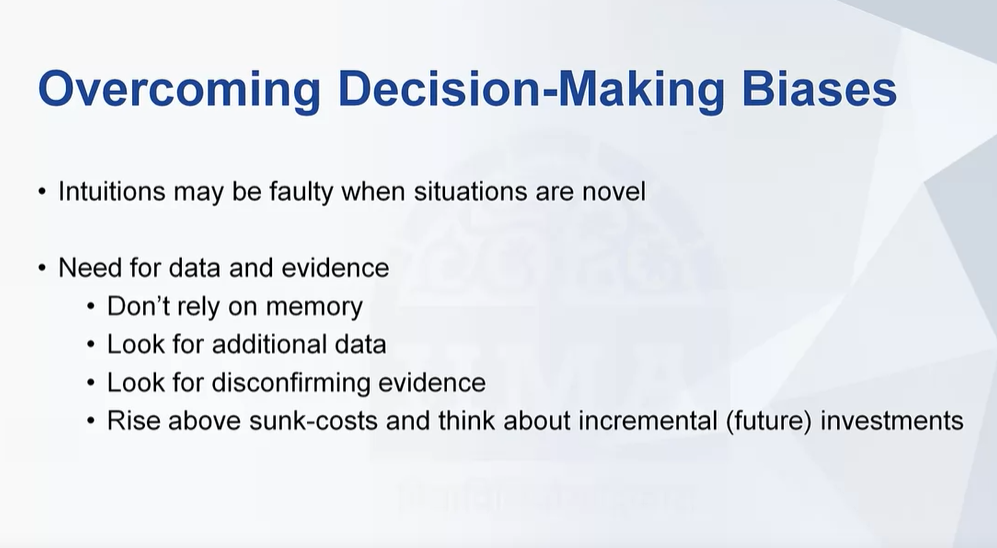 Overcoming Decision-Making Biases
• Intuitions may be faulty when situations are novel
• Need for data and evidence
• Don't rely on memory
• Look for additional data
• Look for disconfirming evidence
• Rise above sunk-costs and think about incremental (future) investments